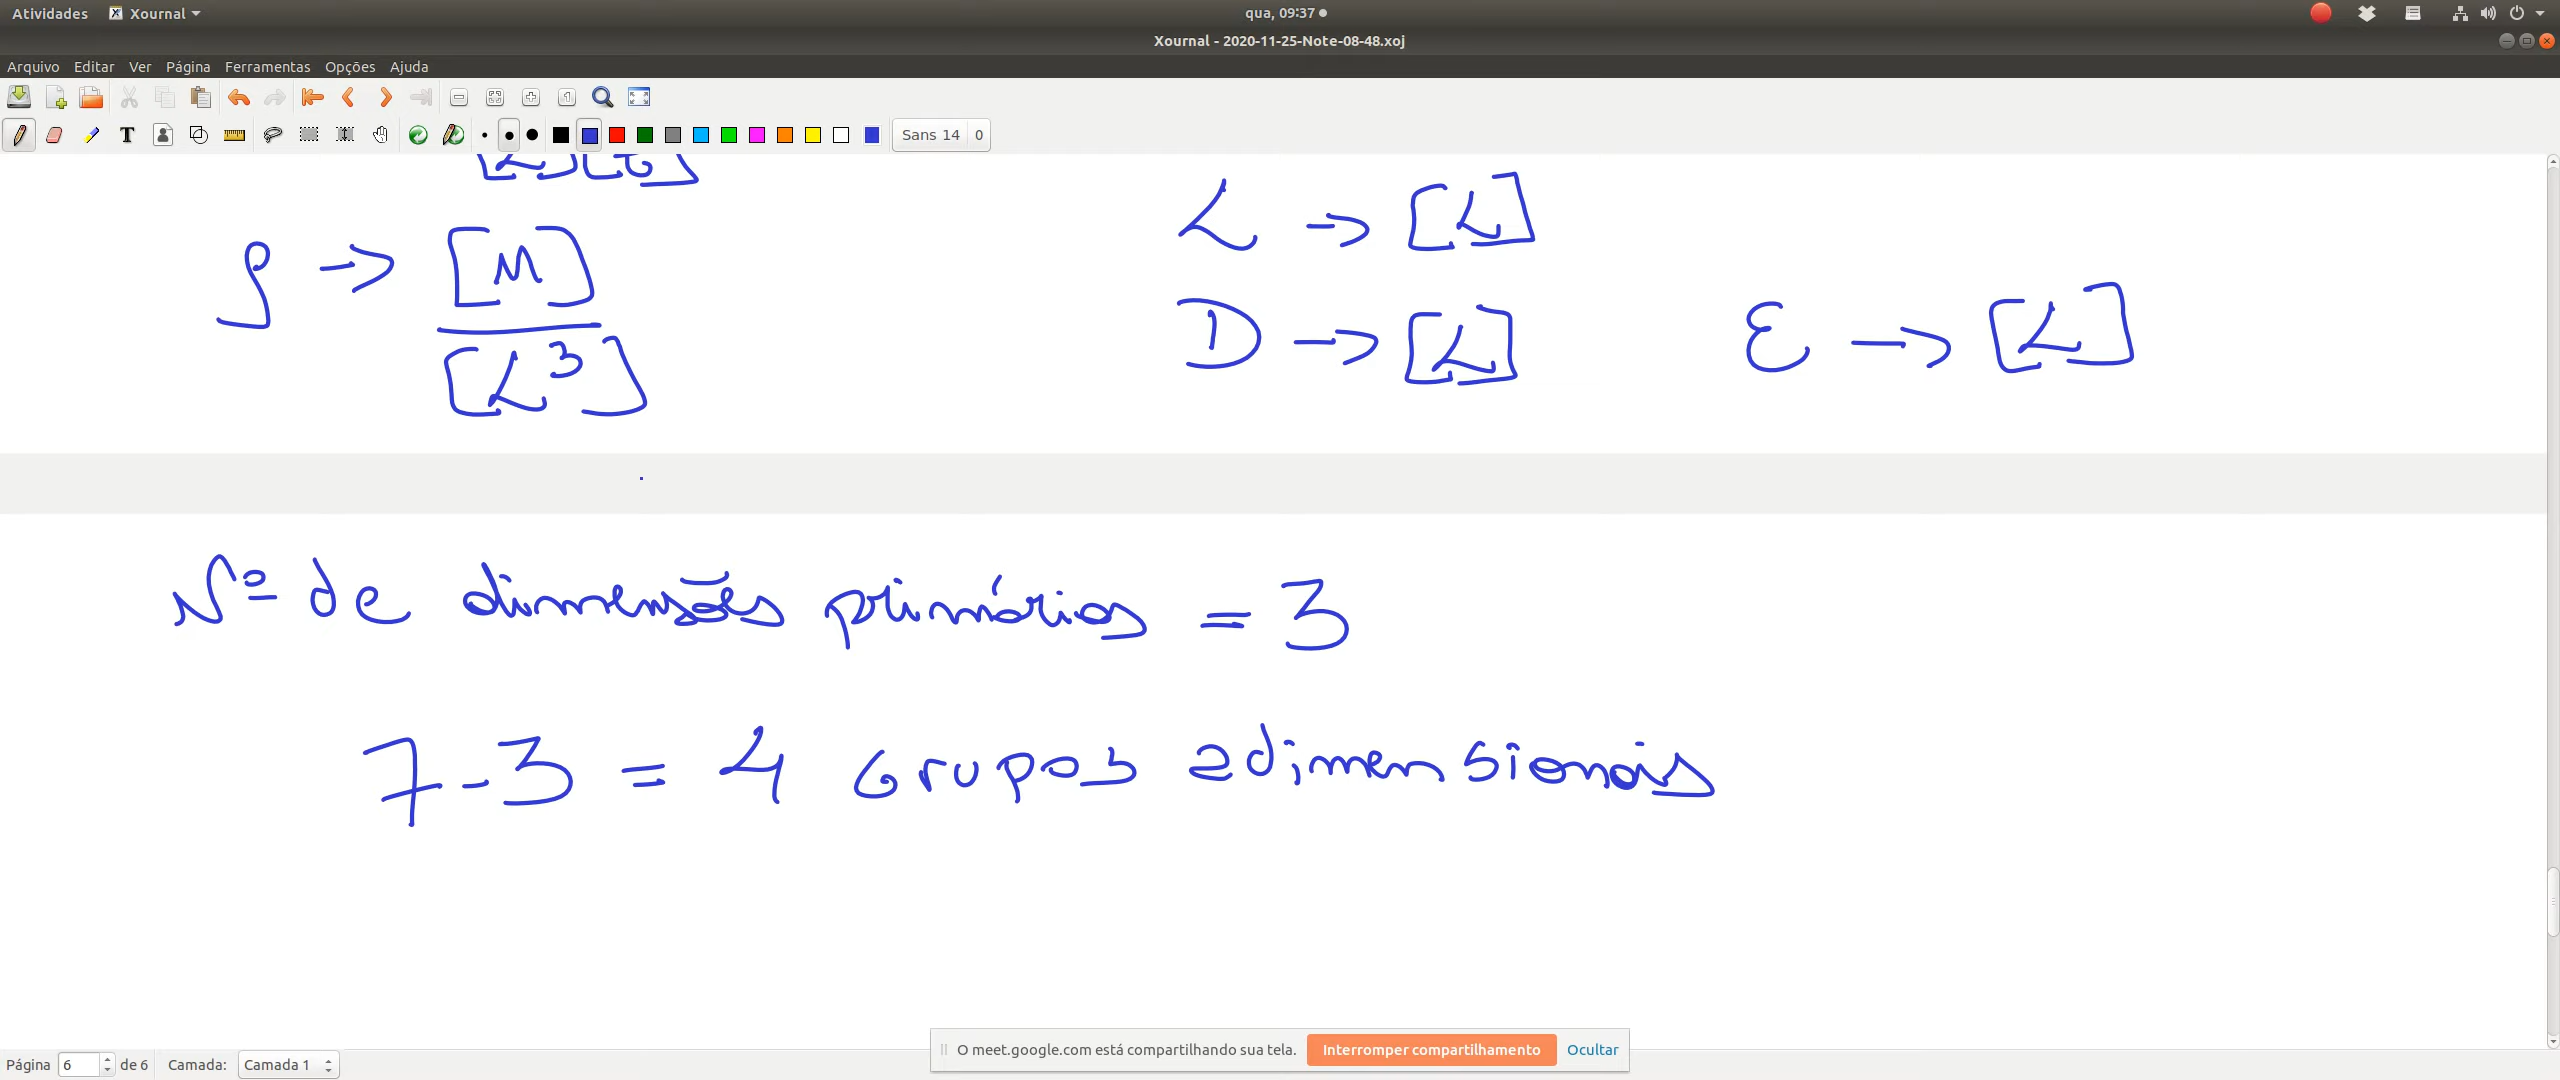 Atividades Xournal qua, 09:37
Xournal - 2020-11-25-Note-08-48.xoj
Arquivo Editar Ver Página Ferramentas Opções Ajuda
T Sans 14 0
L → [L]
ρ → [M]
[L³]
D → [L] ε → [L]
Nº de dimensões primárias = 3
7 - 3 = 4 Grupos adimensionais
O meet.google.com está compartilhando sua tela. Interromper compartilhamento Ocultar
Página 6 de 6 Camada: Camada 1